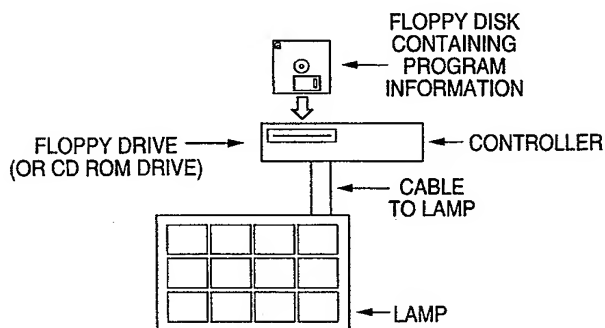 FLOPPY DISK
CONTAINING
PROGRAM
INFORMATION
FLOPPY DRIVE
(OR CD ROM DRIVE)
CONTROLLER
CABLE
TO LAMP
LAMP